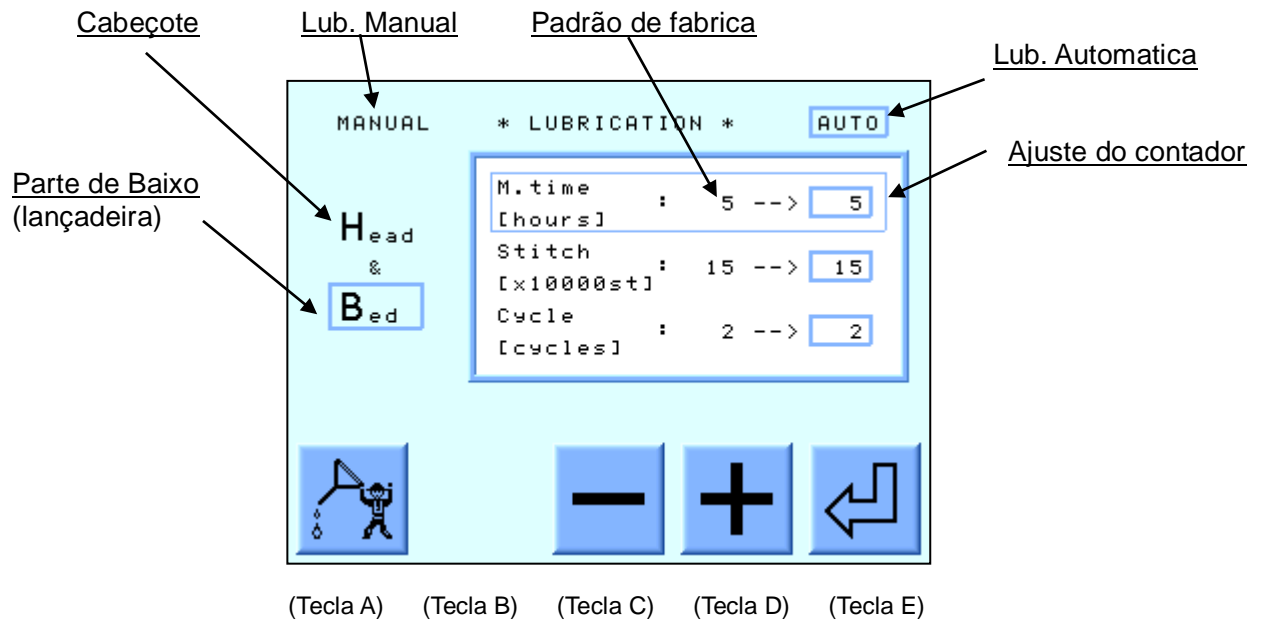 Cabeçote Lub. Manual Padrão de fabrica
Lub. Automatica
MANUAL * LUBRICATION * AUTO
Ajuste do contador
Parte de Baixo
(lançadeira)
M.time
[hours] : 5 --> 5
Head
&
Bed
Stitch
[x10000st] : 15 --> 15
Cycle
[cycles] : 2 --> 2
(Tecla A) (Tecla B) (Tecla C) (Tecla D) (Tecla E)